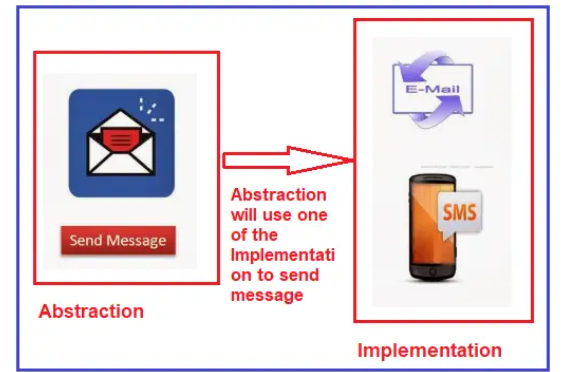 Send Message
Abstraction
Abstraction
will use one
of the
Implementati
on to send
message
E-Mail
SMS
Implementation